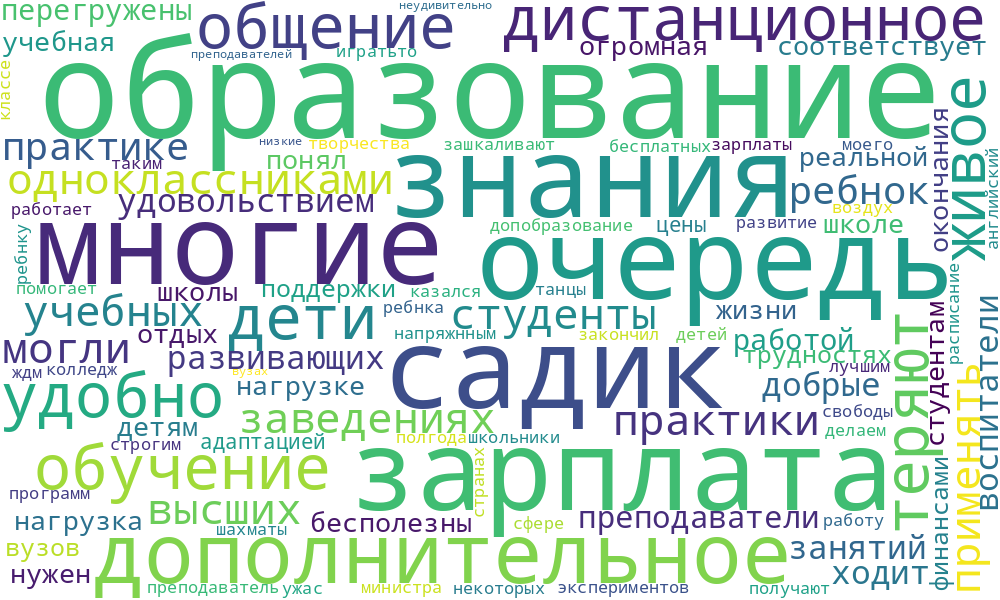 перегружены
общение
неудивительно
дистанционное
учебная
преподавателей
игратьто
огромная
соответствует
классе
образование
живое
практике
таким
низкие
творчества
понял
зашкаливают
бесплатных
зарплаты
моего
реальной
окончания
английский
одноклассниками
знания
ребнок
работает
удовольствием
воздух
допобразование
цены
развитие
школе
ребнку
многие
очередь
помогает
школы
поддержки
казался
танцы
расписание
учебных
дети
ребнка
студенты
жизни
отдых
напряжнным
закончил
детей
работой
могли
развивающих
садик
трудностях
лучшим
ждм
колледж
вузах
нагрузке
добрые
теряют
студентам
воспитатели
удобно
заведениях
практики
свободы
применять
детям
строгим
адаптацией
полгода
школьники
делаем
обучение
зарплата
странах
программ
высших
финансами
нагрузка
шахматы
бесполезны
сфере
преподаватели
работу
вузов
дополнительное
занятий
нужен
ходит
преподаватель
ужас
министра
некоторых
экспериментов
получают